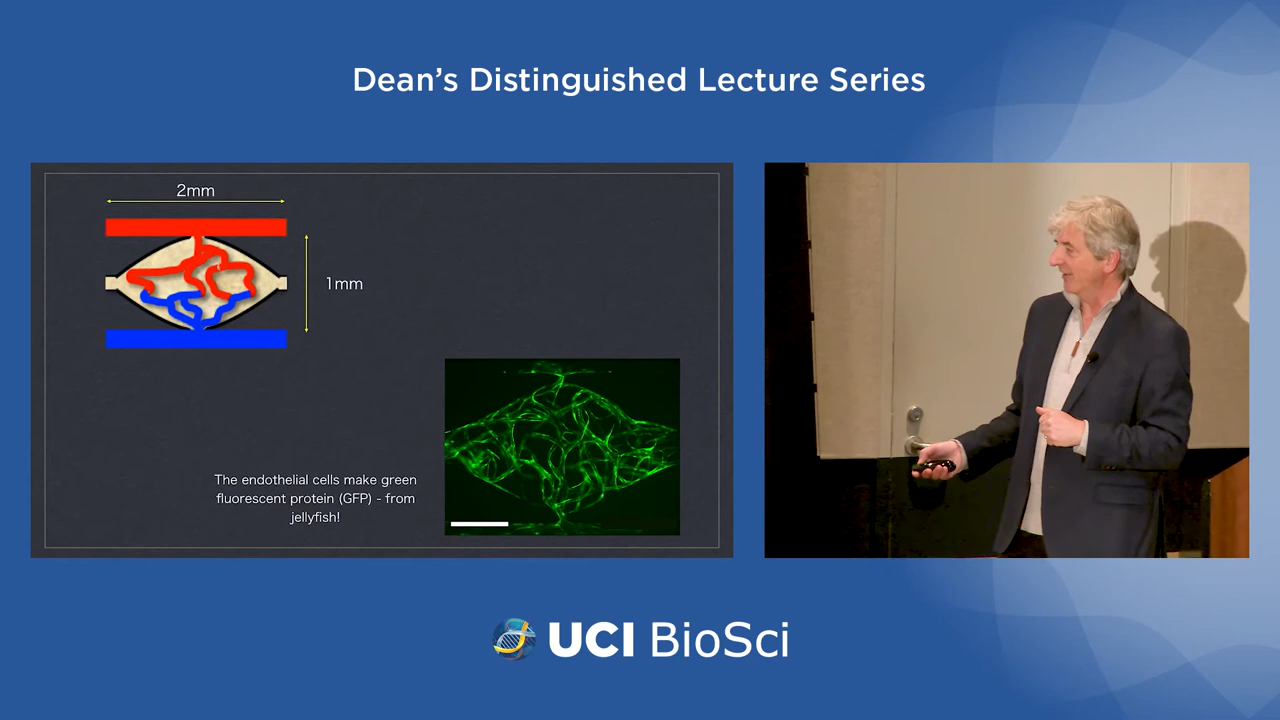 Dean’s Distinguished Lecture Series
2mm
1mm
The endothelial cells make green
fluorescent protein (GFP) - from
jellyfish!
UCI BioSci